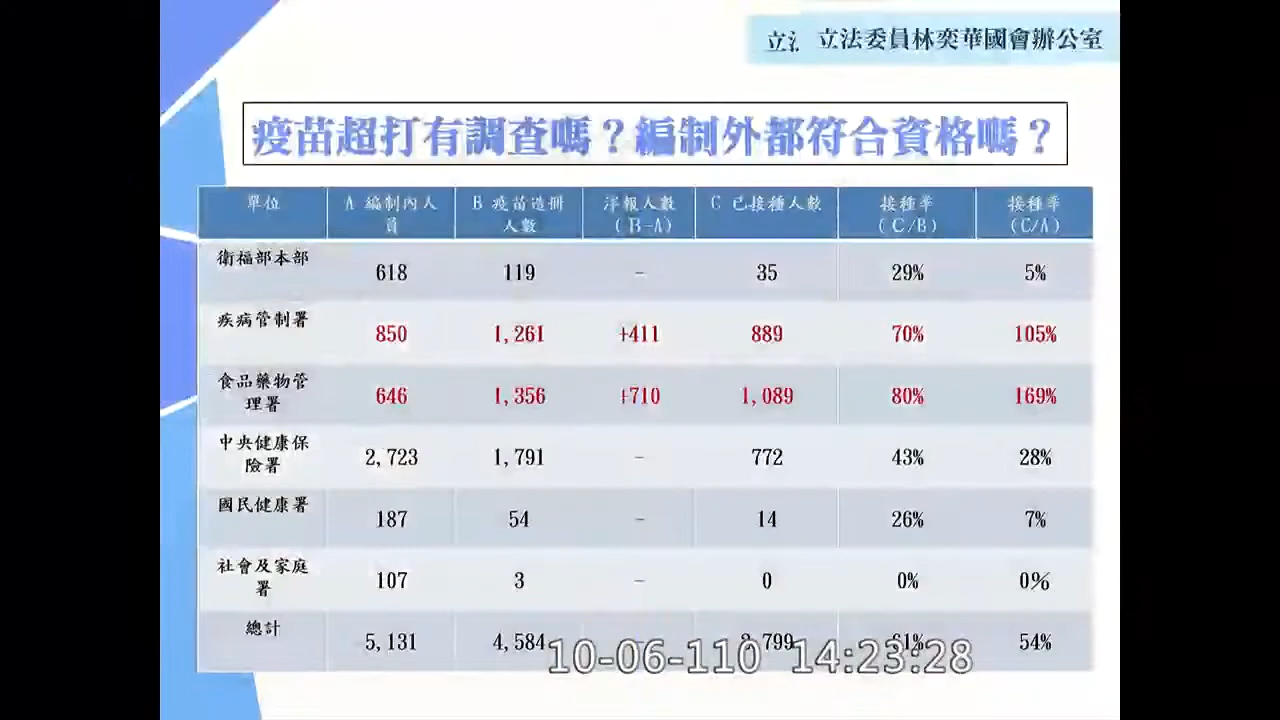 立法委員林奕華國會辦公室
疫苗超打有調查嗎？編制外都符合資格嗎？
單位 A 編制內人員 B 疫苗造冊人數 浮報人數（B-A） C 已接種人數 接種率（C/B） 接種率（C/A）
衛福部本部 618 119 － 35 29% 5%
疾病管制署 850 1,261 +411 889 70% 105%
食品藥物管理署 646 1,356 +710 1,089 80% 169%
中央健康保險署 2,723 1,791 － 772 43% 28%
國民健康署 187 54 － 14 26% 7%
社會及家庭署 107 3 － 0 0% 0%
總計 5,131 4,584 2,799 61% 54%
10-06-110 14:23:28